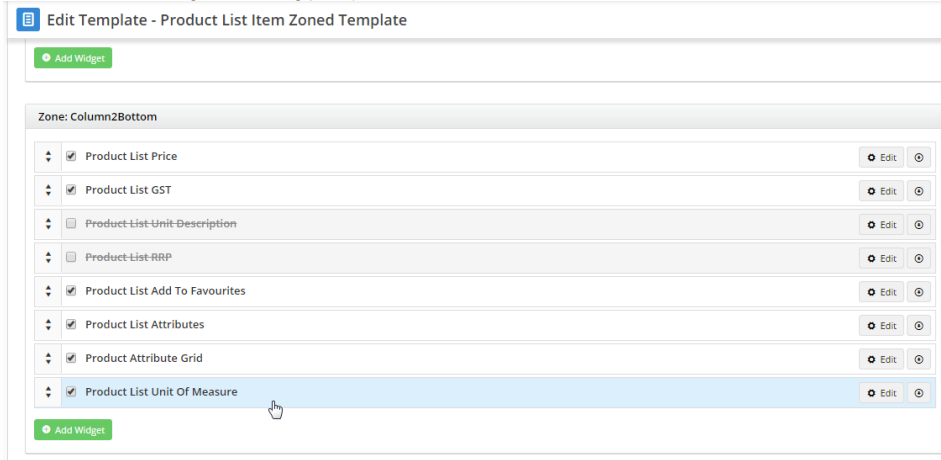 Edit Template - Product List Item Zoned Template
Add Widget
Zone: Column2Bottom
Product List Price Edit
Product List GST Edit
Product List Unit Description Edit
Product List RRP Edit
Product List Add To Favourites Edit
Product List Attributes Edit
Product Attribute Grid Edit
Product List Unit Of Measure Edit
Add Widget